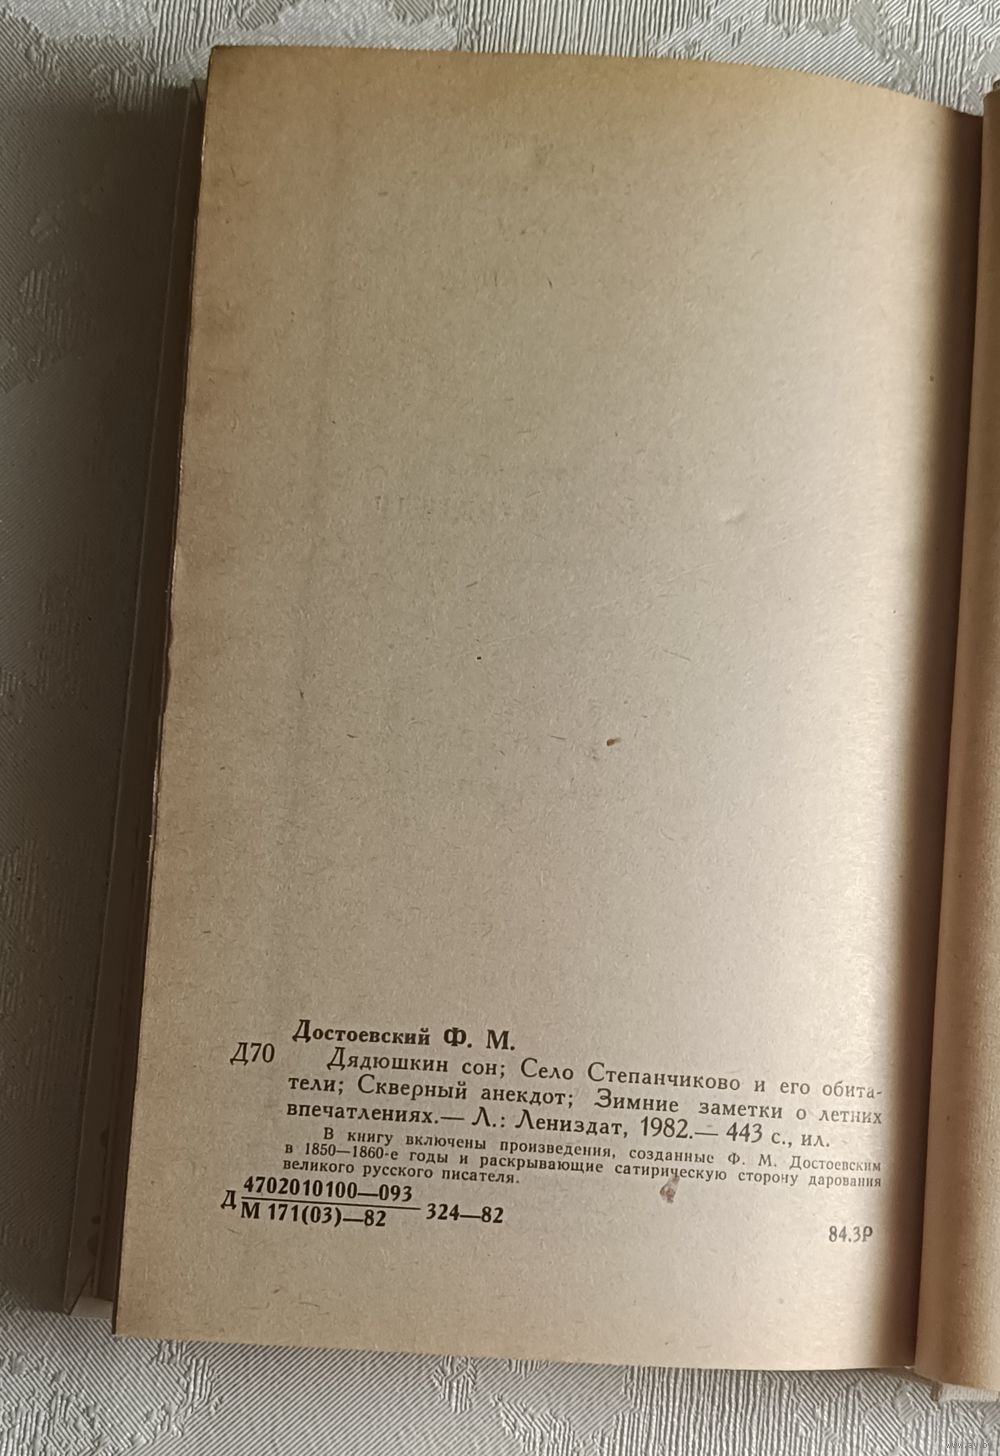 Достоевский Ф. М.
Д70 Дядюшкин сон; Село Степанчиково и его обита-
тели; Скверный анекдот; Зимние заметки о летних
впечатлениях.— Л.: Лениздат, 1982.— 443 с., ил.
В книгу включены произведения, созданные Ф. М. Достоевским
в 1850—1860-е годы и раскрывающие сатирическую сторону дарования
великого русского писателя.
Д 4702010100—093
М 171(03)—82 324—82
84.3Р